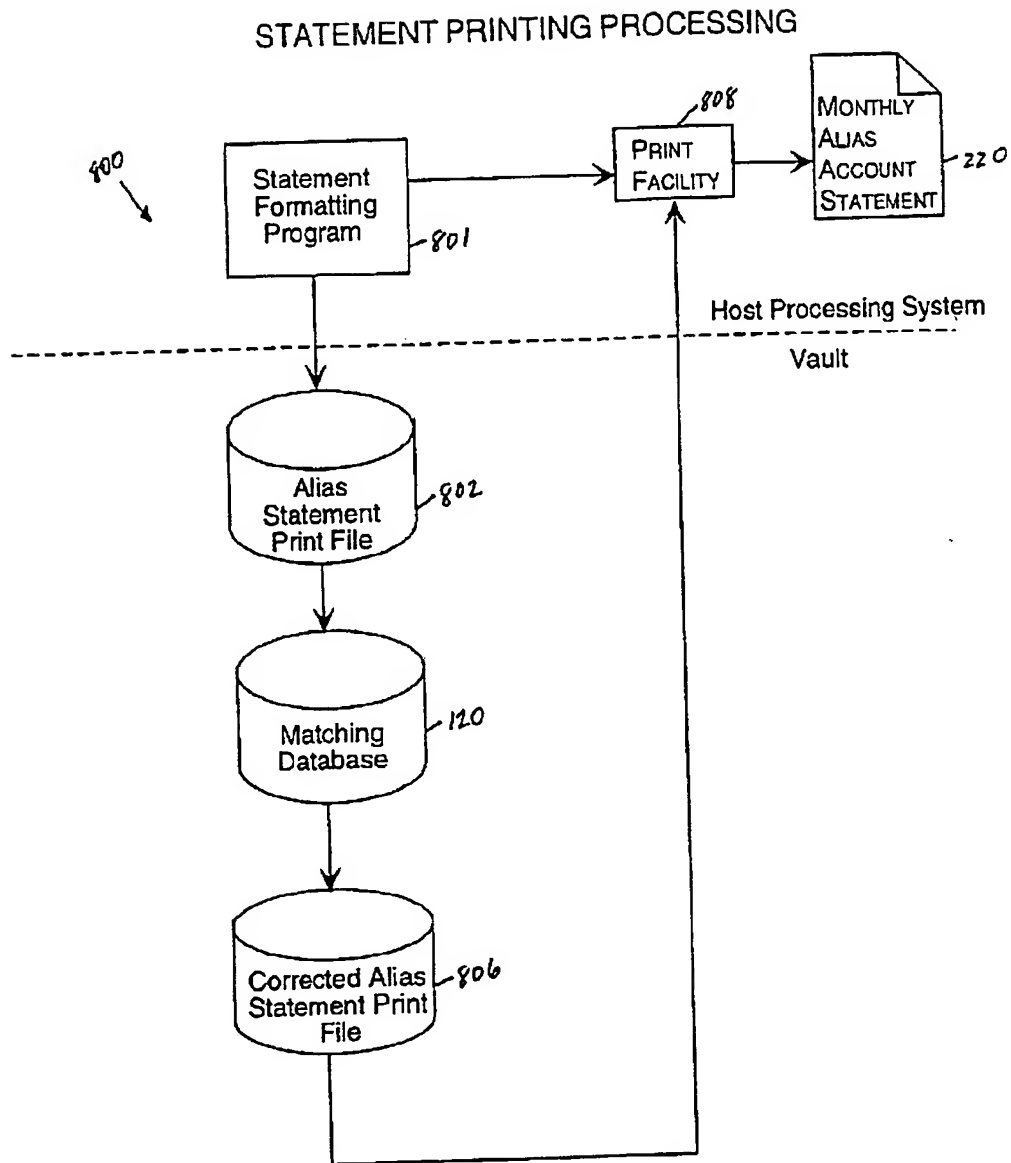 STATEMENT PRINTING PROCESSING
800
Statement
Formatting
Program
801
808
PRINT
FACILITY
MONTHLY
ALIAS
ACCOUNT
STATEMENT
220
Host Processing System
Vault
Alias
Statement
Print File
802
Matching
Database
120
Corrected Alias
Statement Print
File
806